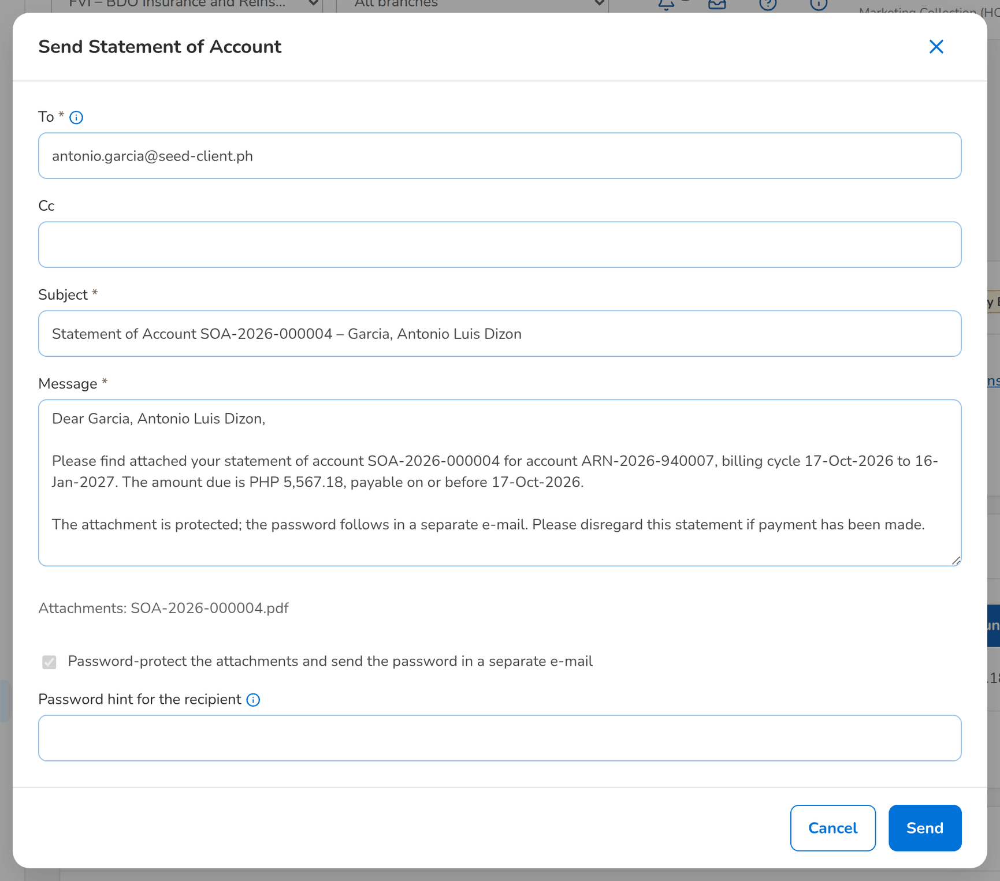 FVI – BDO Insurance and Reins...
All branches
Marketing Collection (HO
Send Statement of Account
To *
antonio.garcia@seed-client.ph
Cc
Subject *
Statement of Account SOA-2026-000004 – Garcia, Antonio Luis Dizon
Message *
Dear Garcia, Antonio Luis Dizon,
Please find attached your statement of account SOA-2026-000004 for account ARN-2026-940007, billing cycle 17-Oct-2026 to 16-
Jan-2027. The amount due is PHP 5,567.18, payable on or before 17-Oct-2026.
The attachment is protected; the password follows in a separate e-mail. Please disregard this statement if payment has been made.
Attachments: SOA-2026-000004.pdf
Password-protect the attachments and send the password in a separate e-mail
Password hint for the recipient
Cancel
Send